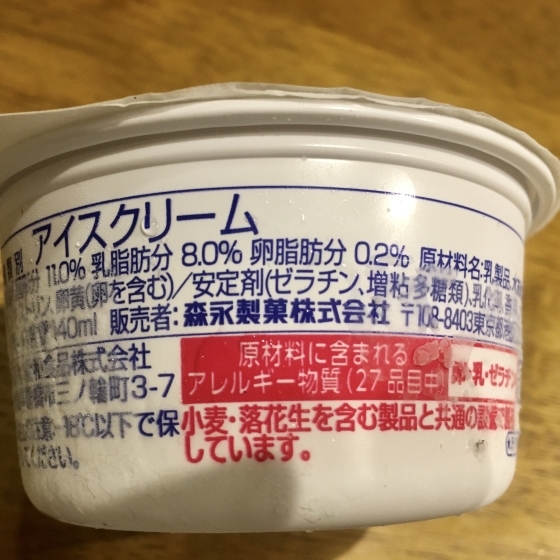 別 アイスクリーム
分 11.0% 乳脂肪分 8.0% 卵脂肪分 0.2% 原材料名:乳製品、
卵黄(卵を含む)/安定剤(ゼラチン、増粘多糖類)、乳化剤、香
140ml 販売者:森永製菓株式会社 〒108-8403東京都
食品株式会社
市三ノ輪町3-7
-18℃以下で保
ください。
原材料に含まれる
アレルギー物質(27品目中) 卵・乳・ゼラチン
小麦・落花生を含む製品と共通の設備で
しています。